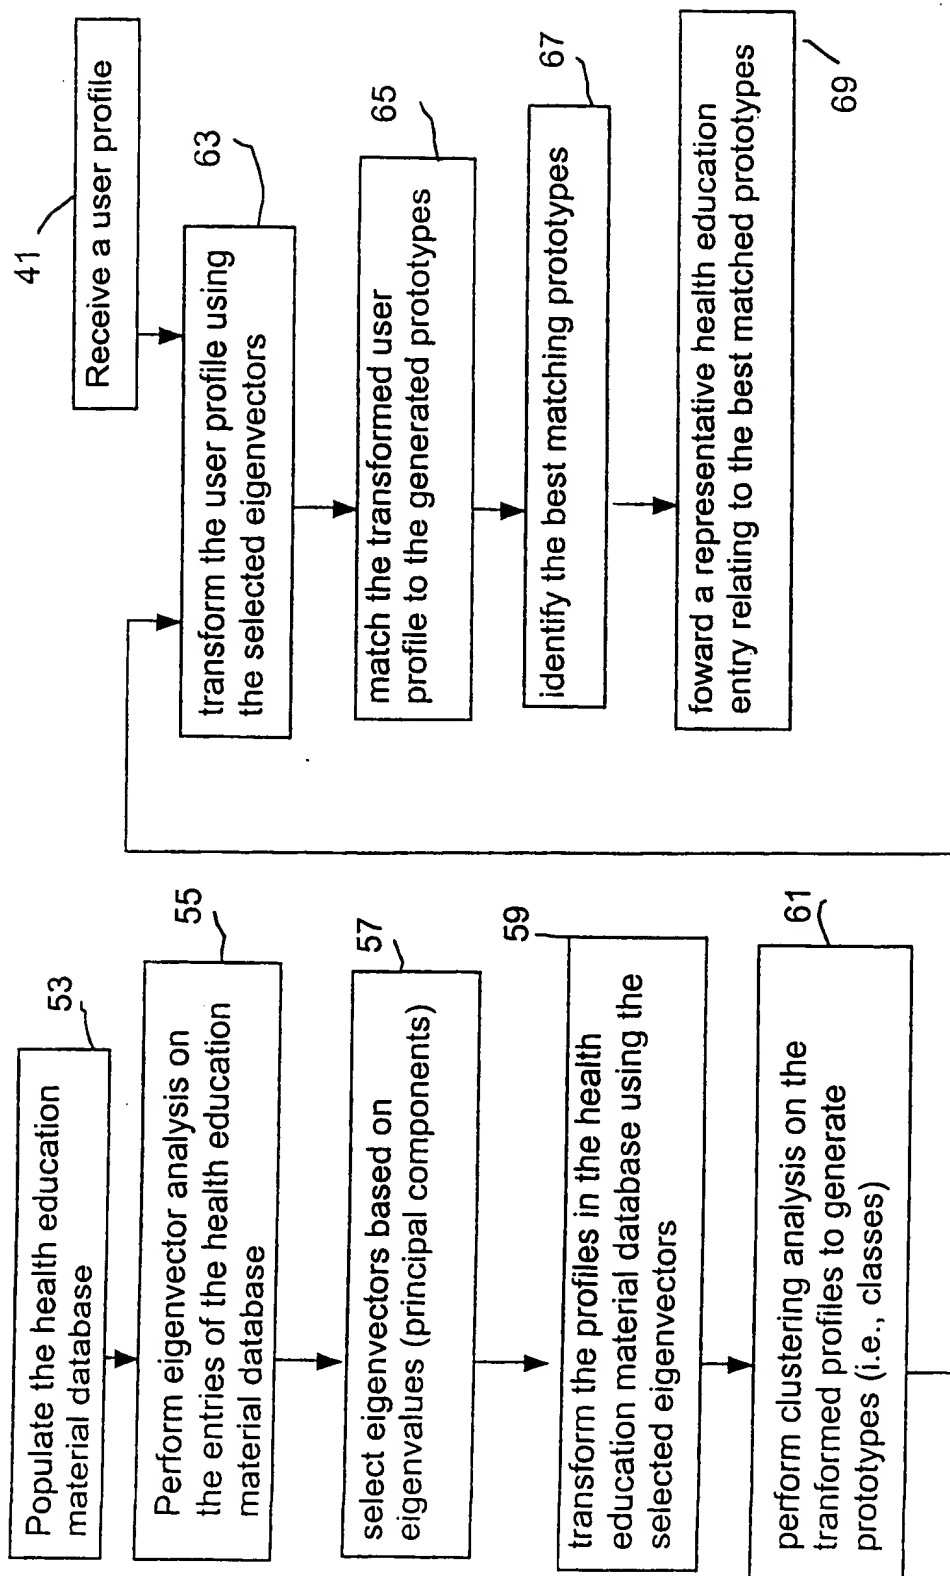 53
Populate the health education
material database
55
Perform eigenvector analysis on
the entries of the health education
material database
57
select eigenvectors based on
eigenvalues (principal components)
59
transform the profiles in the health
education material database using the
selected eigenvectors
61
perform clustering analysis on the
tranformed profiles to generate
prototypes (i.e., classes)
41
Receive a user profile
63
transform the user profile using
the selected eigenvectors
65
match the transformed user
profile to the generated prototypes
67
identify the best matching prototypes
69
foward a representative health education
entry relating to the best matched prototypes